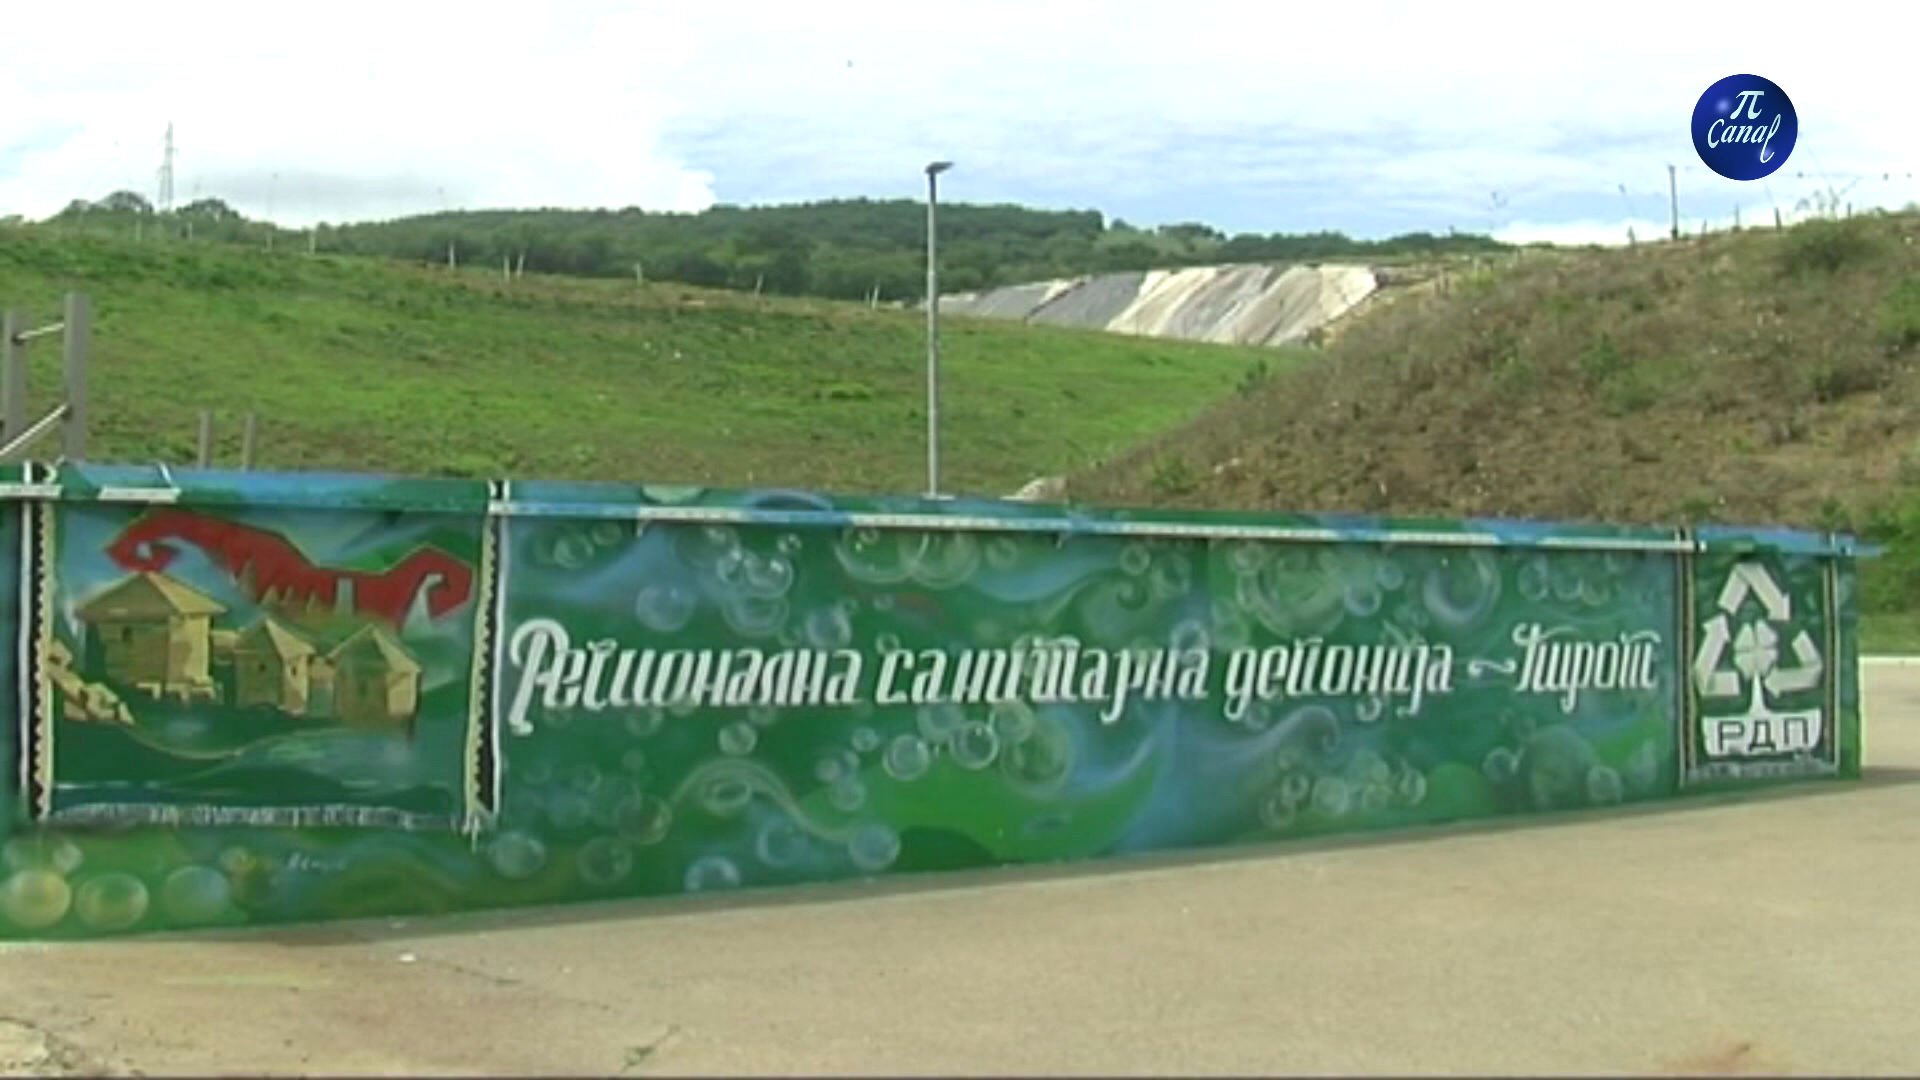 π
Canal
Регионална санитарна депонија ~ Пирот
РДП